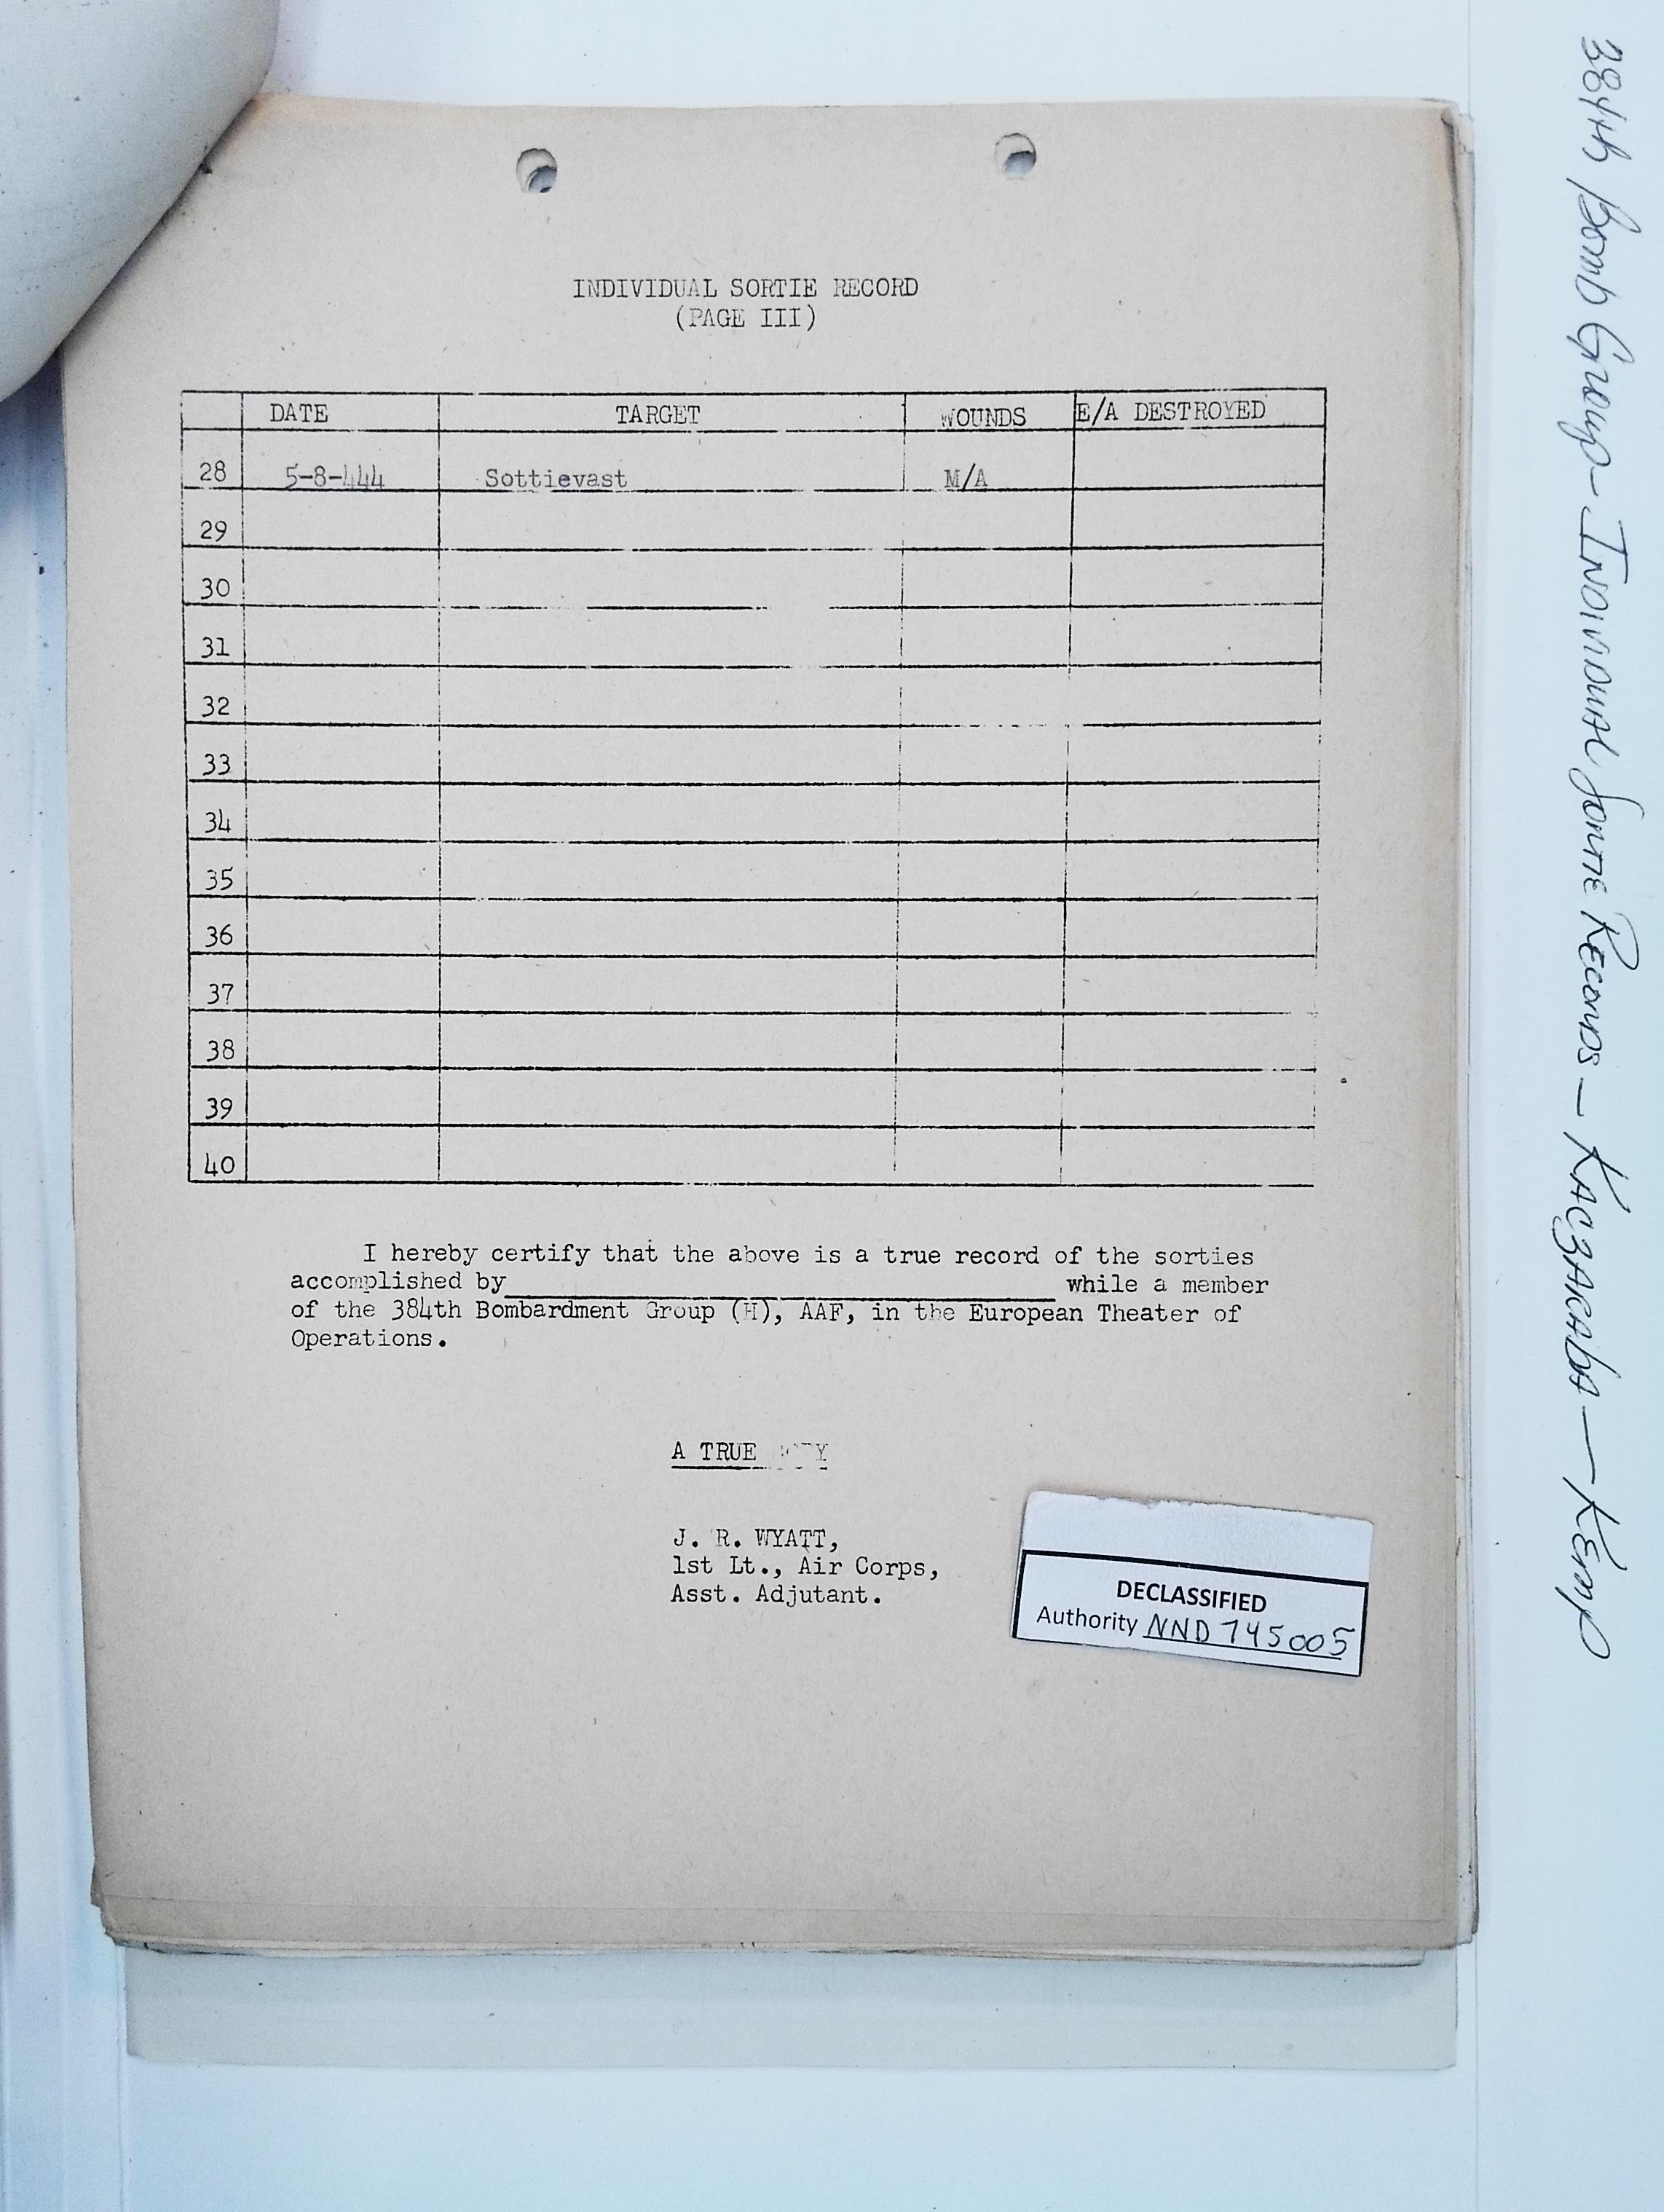 INDIVIDUAL SORTIE RECORD
(PAGE III)
DATE TARGET WOUNDS E/A DESTROYED
28 5-8-444 Sottievast M/A
29
30
31
32
33
34
35
36
37
38
39
40
I hereby certify that the above is a true record of the sorties
accomplished by while a member
of the 384th Bombardment Group (H), AAF, in the European Theater of
Operations.
A TRUE
J. R. WYATT,
1st Lt., Air Corps,
Asst. Adjutant.
DECLASSIFIED
Authority NND 745005
384th Bomb Group - Individual Sortie Records - KACZARABA - Kemp